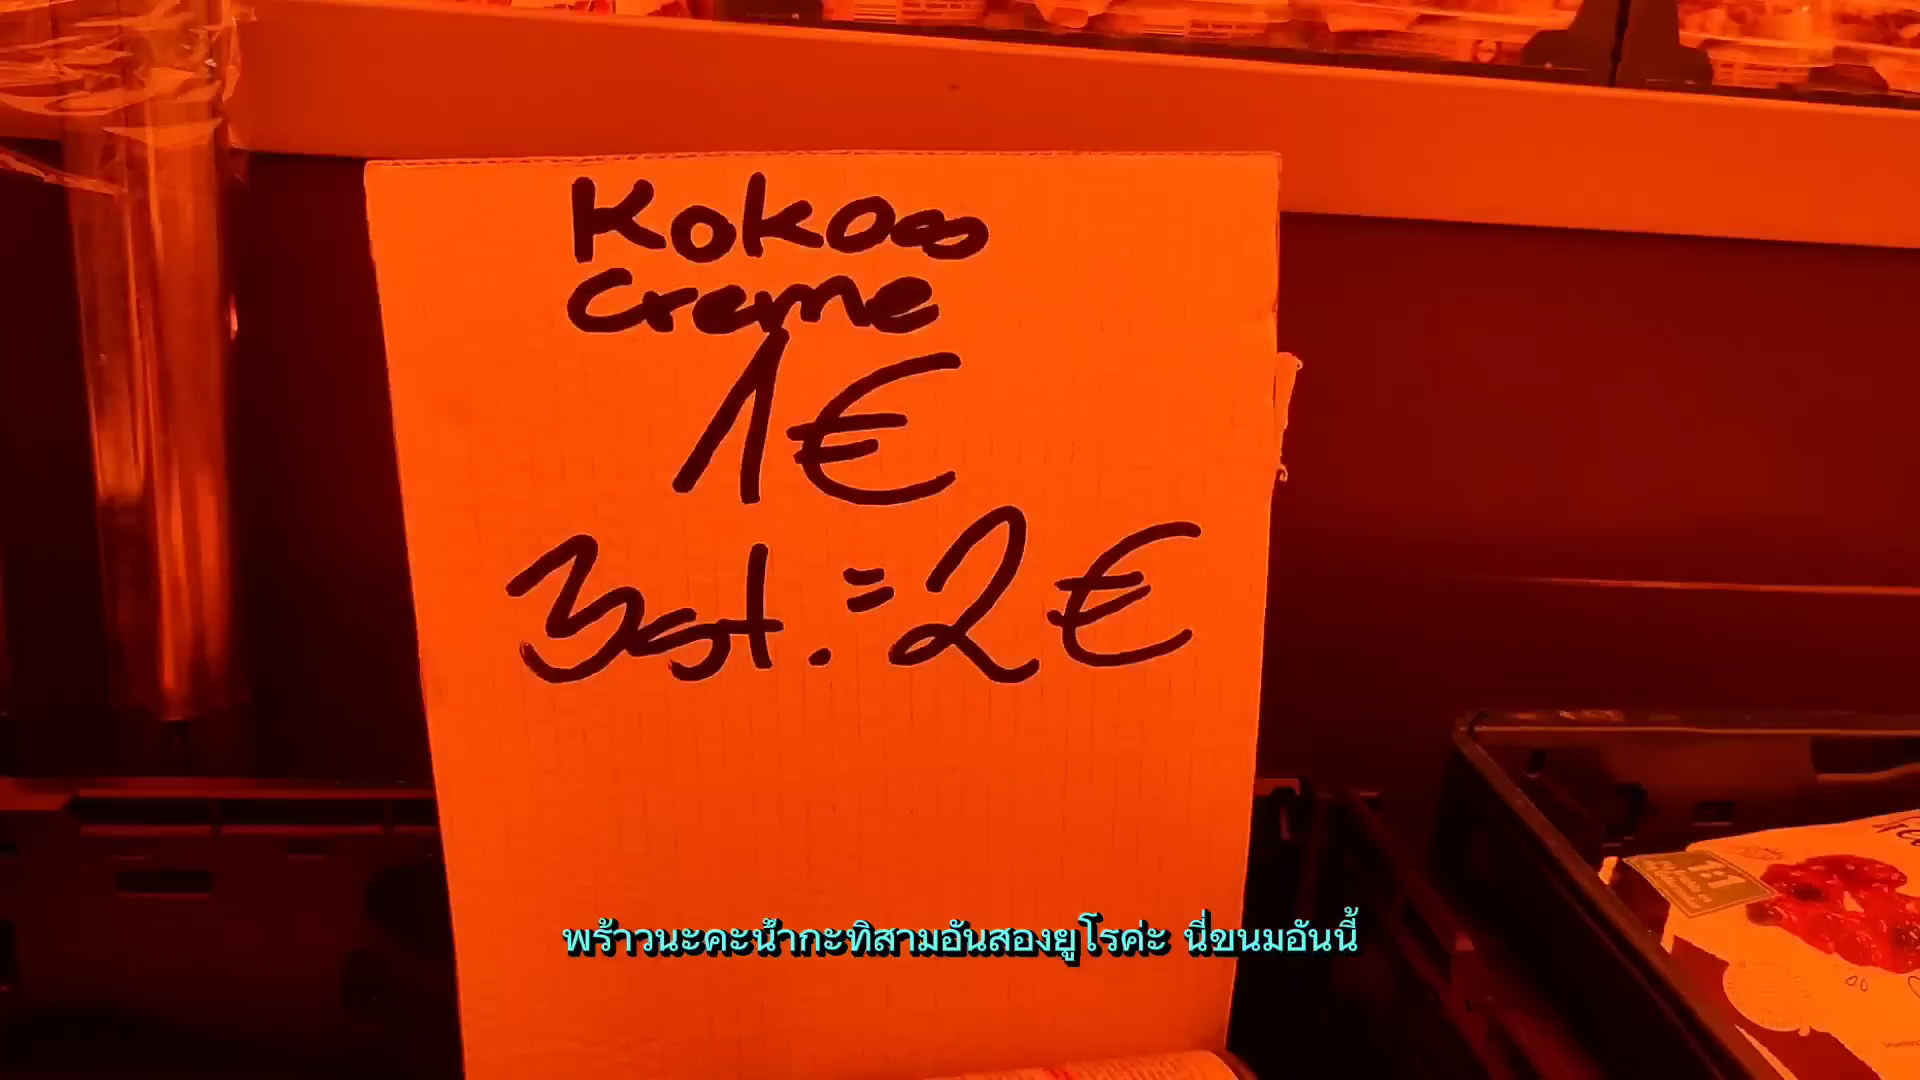 Kokos
Creme
1€
3st.=2€
พร้าวนะคะน้ำกะทิสามอันสองยูโรค่ะ นี่ขนมอันนี้